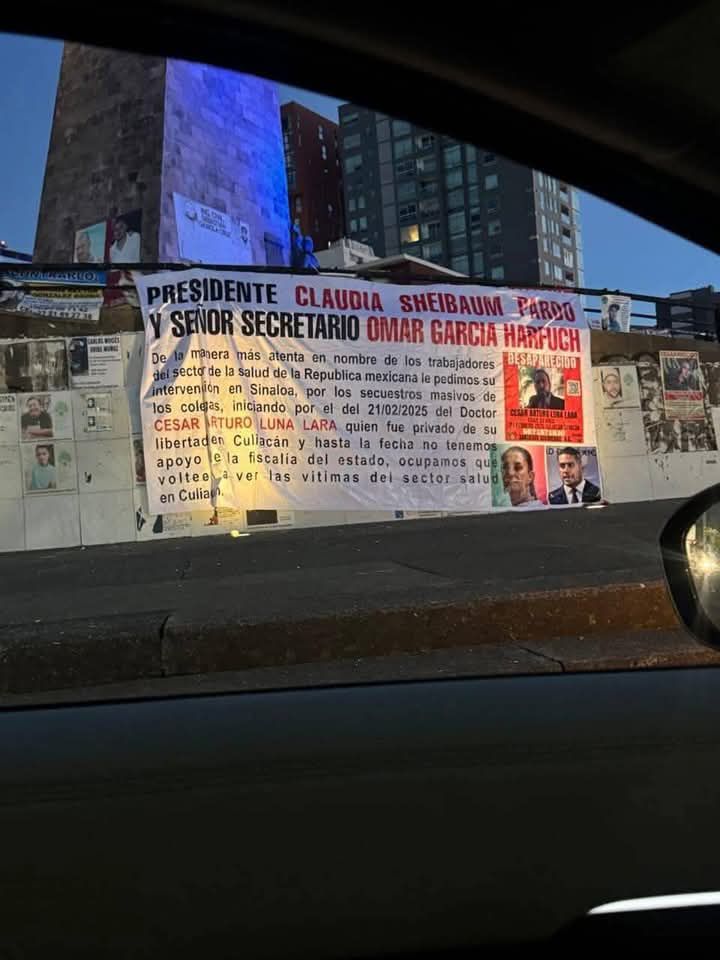 PRESIDENTE CLAUDIA SHEIBAUM PARDO
Y SEÑOR SECRETARIO OMAR GARCIA HARFUCH
De la manera más atenta en nombre de los trabajadores
del sector de la salud de la Republica mexicana le pedimos su
intervención en Sinaloa, por los secuestros masivos de
los colegas, iniciando por el del 21/02/2025 del Doctor
CESAR ARTURO LUNA LARA quien fue privado de su
libertad en Culiacán y hasta la fecha no tenemos
apoyo de la fiscalía del estado, ocupamos que
volteen a ver las vitimas del sector salud
en Culiacán.
DESAPARECIDO
CESAR ARTURO LUNA LARA
CARLOS MOISES